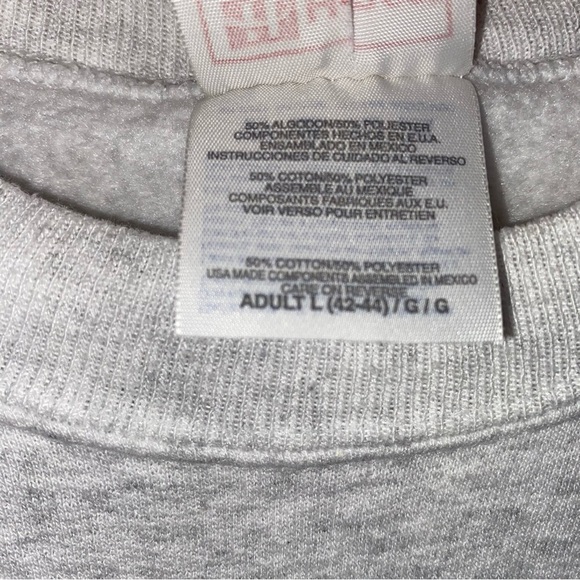 50% ALGODON/50% POLIESTER
COMPONENTES HECHOS EN E.U.A.
ENSAMBLADO EN MEXICO
INSTRUCCIONES DE CUIDADO AL REVERSO
50% COTON/50% POLYESTER
ASSEMBLE AU MEXIQUE
COMPOSANTS FABRIQUES AUX E.U.
VOIR VERSO POUR ENTRETIEN
50% COTTON/50% POLYESTER
USA MADE COMPONENTS ASSEMBLED IN MEXICO
CARE ON REVERSE
ADULT L (42-44) / G / G